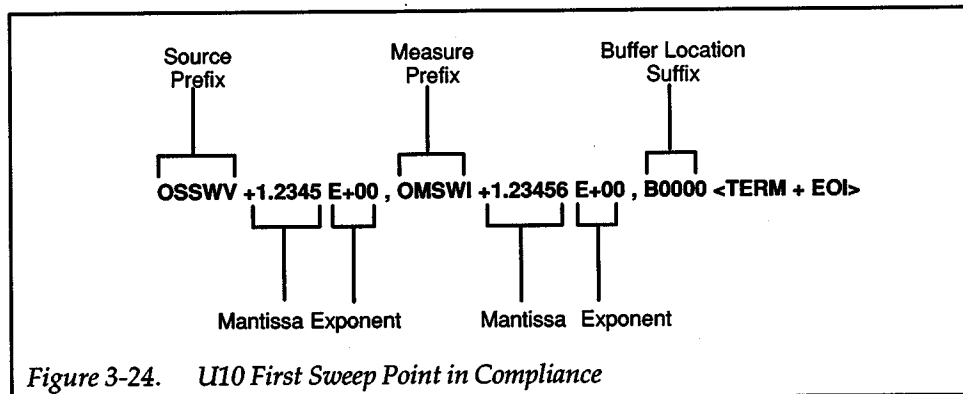 Source Prefix
Measure Prefix
Buffer Location Suffix
OSSWV +1.2345 E+00 , OMSWI +1.23456 E+00 , B0000 <TERM + EOI>
Mantissa Exponent Mantissa Exponent
Figure 3-24. U10 First Sweep Point in Compliance